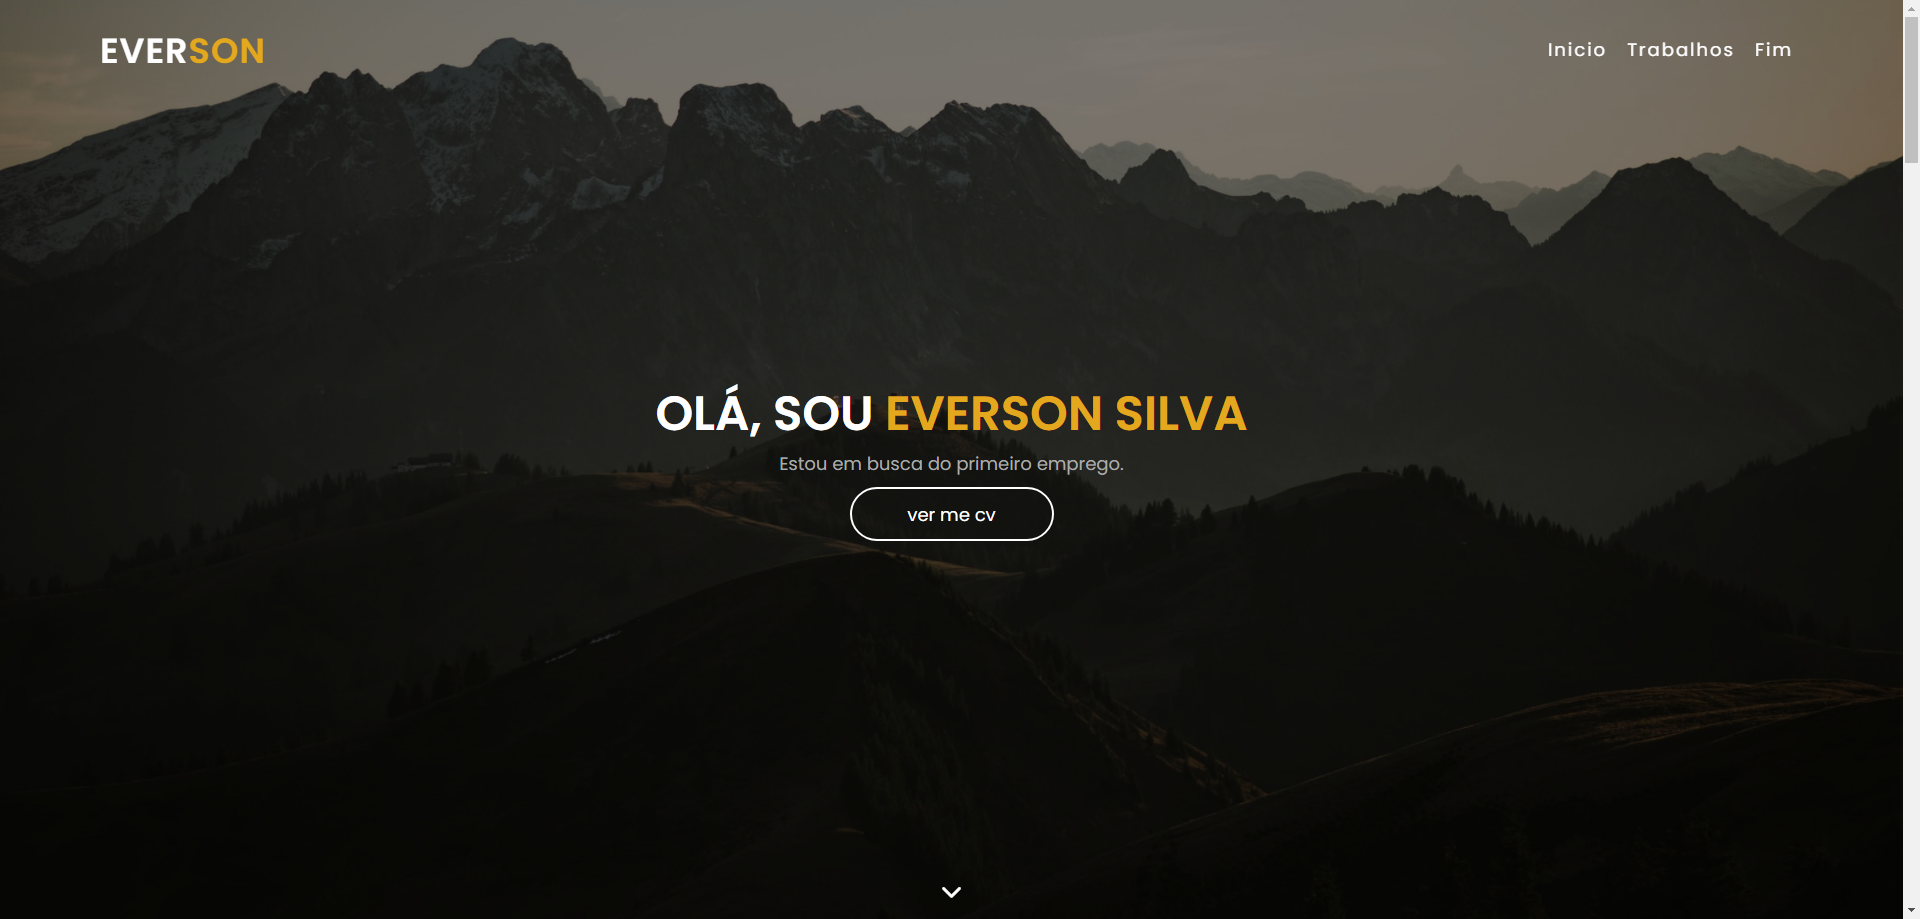 EVERSON
Inicio Trabalhos Fim
OLÁ, SOU EVERSON SILVA
Estou em busca do primeiro emprego.
ver me cv